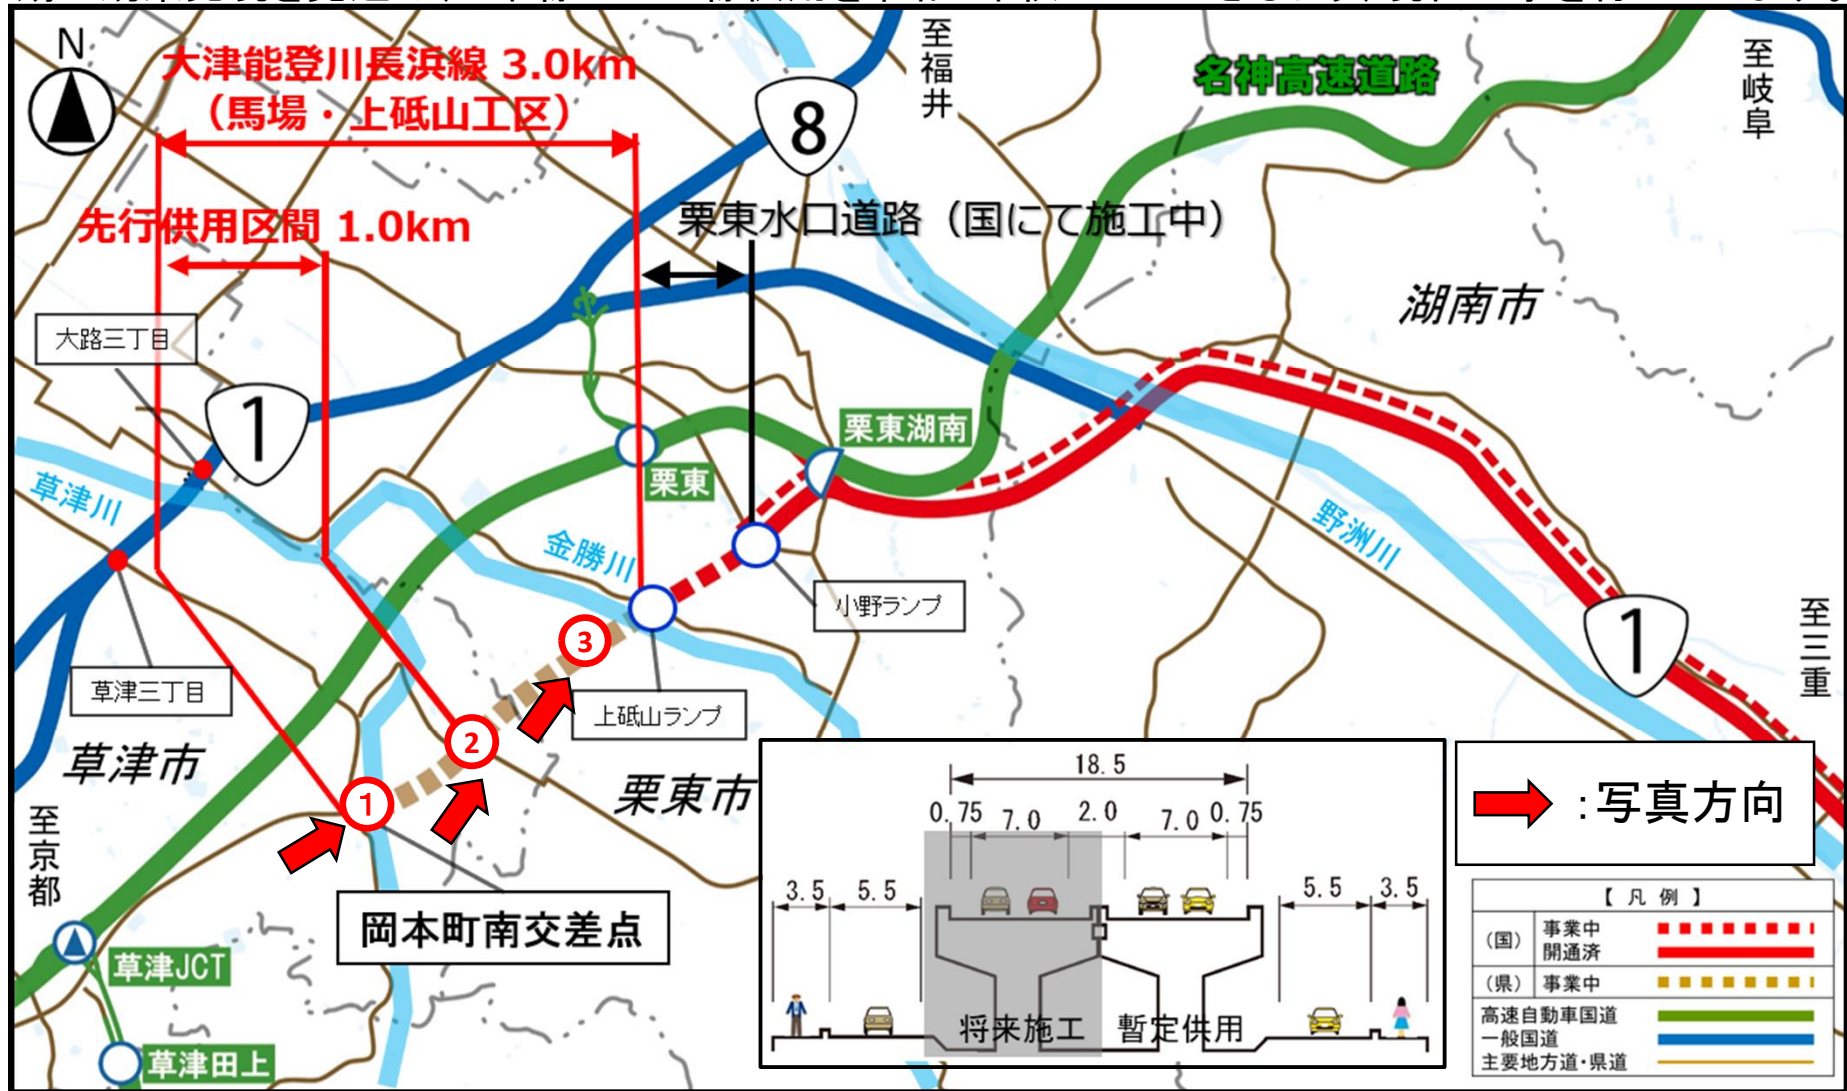 N
大津能登川長浜線 3.0km
（馬場・上砥山工区）
先行供用区間 1.0km
至福井
名神高速道路
至岐阜
8
栗東水口道路（国にて施工中）
湖南市
大路三丁目
1
栗東湖南
栗東
草津川
金勝川
野洲川
小野ランプ
1
至三重
草津三丁目
上砥山ランプ
③
②
①
草津市
栗東市
至京都
岡本町南交差点
草津JCT
草津田上
18.5
0.75 7.0 2.0 7.0 0.75
3.5 5.5 5.5 3.5
将来施工 暫定供用
：写真方向
【 凡 例 】
（国） 事業中
開通済
（県） 事業中
高速自動車国道
一般国道
主要地方道・県道